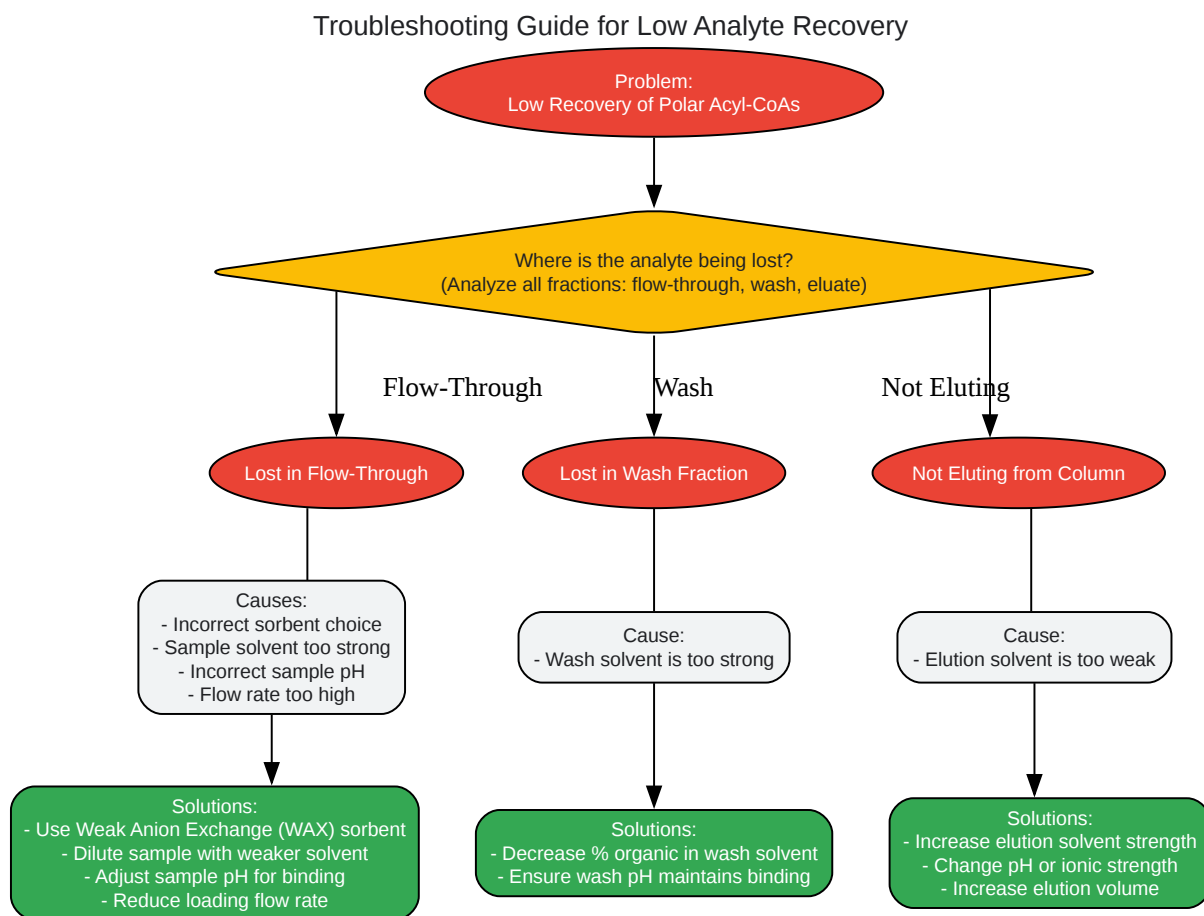 Troubleshooting Guide for Low Analyte Recovery
Problem:
Low Recovery of Polar Acyl-CoAs
Where is the analyte being lost?
(Analyze all fractions: flow-through, wash, eluate)
Flow-Through
Wash
Not Eluting
Lost in Flow-Through
Lost in Wash Fraction
Not Eluting from Column
Causes:
- Incorrect sorbent choice
- Sample solvent too strong
- Incorrect sample pH
- Flow rate too high
Cause:
- Wash solvent is too strong
Cause:
- Elution solvent is too weak
Solutions:
- Use Weak Anion Exchange (WAX) sorbent
- Dilute sample with weaker solvent
- Adjust sample pH for binding
- Reduce loading flow rate
Solutions:
- Decrease % organic in wash solvent
- Ensure wash pH maintains binding
Solutions:
- Increase elution solvent strength
- Change pH or ionic strength
- Increase elution volume